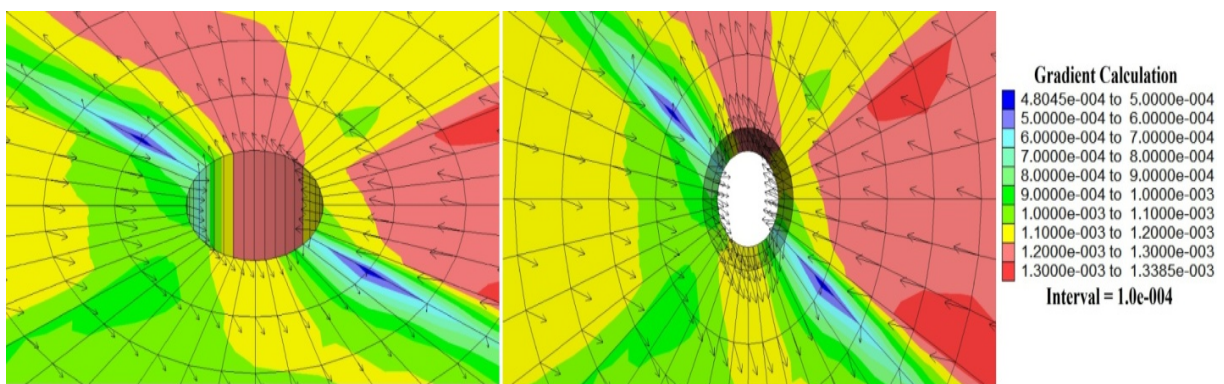 Gradient Calculation
4.8045e-004 to 5.0000e-004
5.0000e-004 to 6.0000e-004
6.0000e-004 to 7.0000e-004
7.0000e-004 to 8.0000e-004
8.0000e-004 to 9.0000e-004
9.0000e-004 to 1.0000e-003
1.0000e-003 to 1.1000e-003
1.1000e-003 to 1.2000e-003
1.2000e-003 to 1.3000e-003
1.3000e-003 to 1.3385e-003
Interval = 1.0e-004